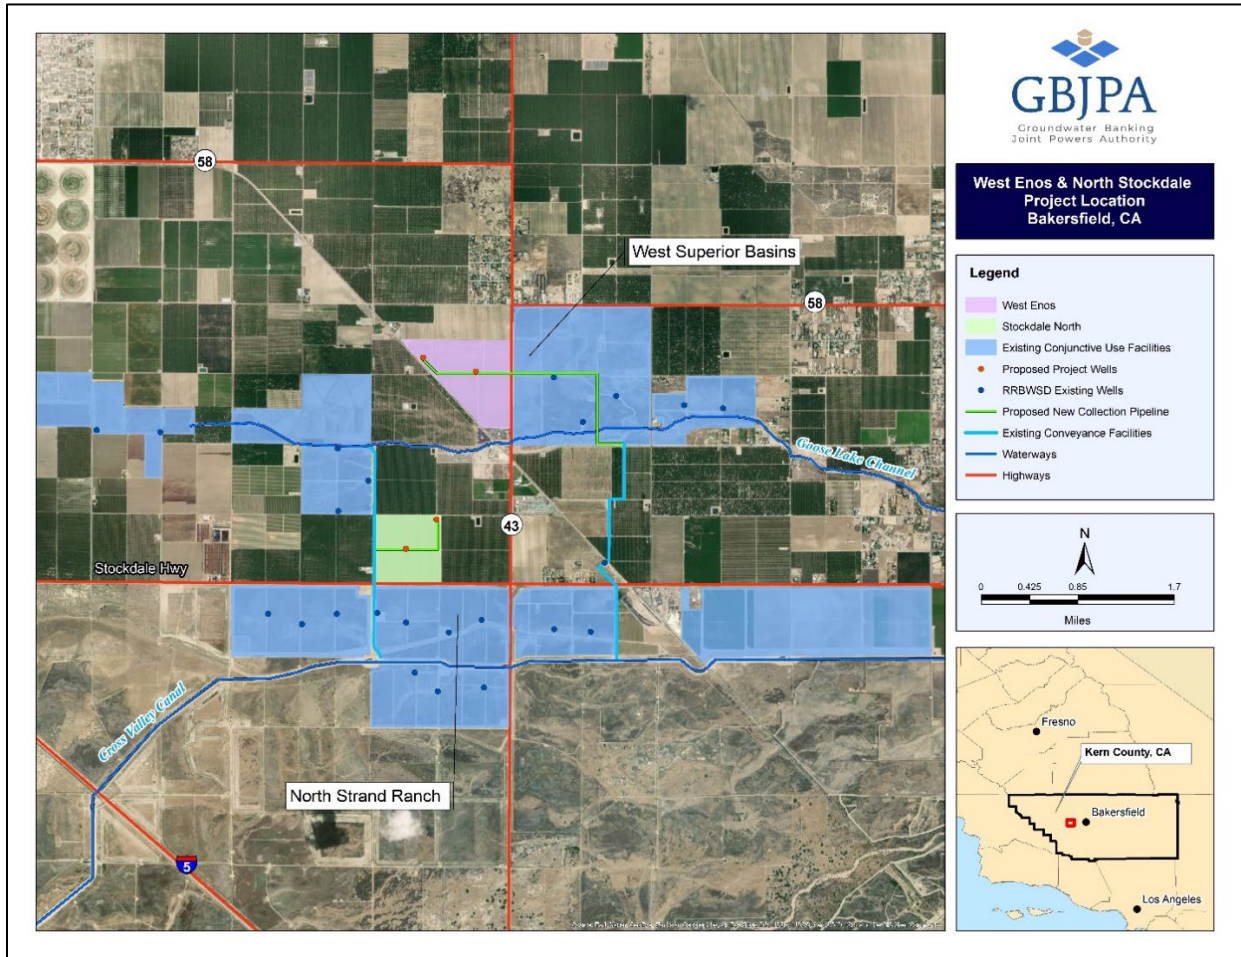 58
West Superior Basins
58
Goose Lake Channel
43
Stockdale Hwy
Cross Valley Canal
North Strand Ranch
5
GBJPA
Groundwater Banking
Joint Powers Authority
West Enos & North Stockdale
Project Location
Bakersfield, CA
Legend
West Enos
Stockdale North
Existing Conjunctive Use Facilities
Proposed Project Wells
RRBWSD Existing Wells
Proposed New Collection Pipeline
Existing Conveyance Facilities
Waterways
Highways
N
0 0.425 0.85 1.7
Miles
Fresno
Kern County, CA
Bakersfield
Los Angeles